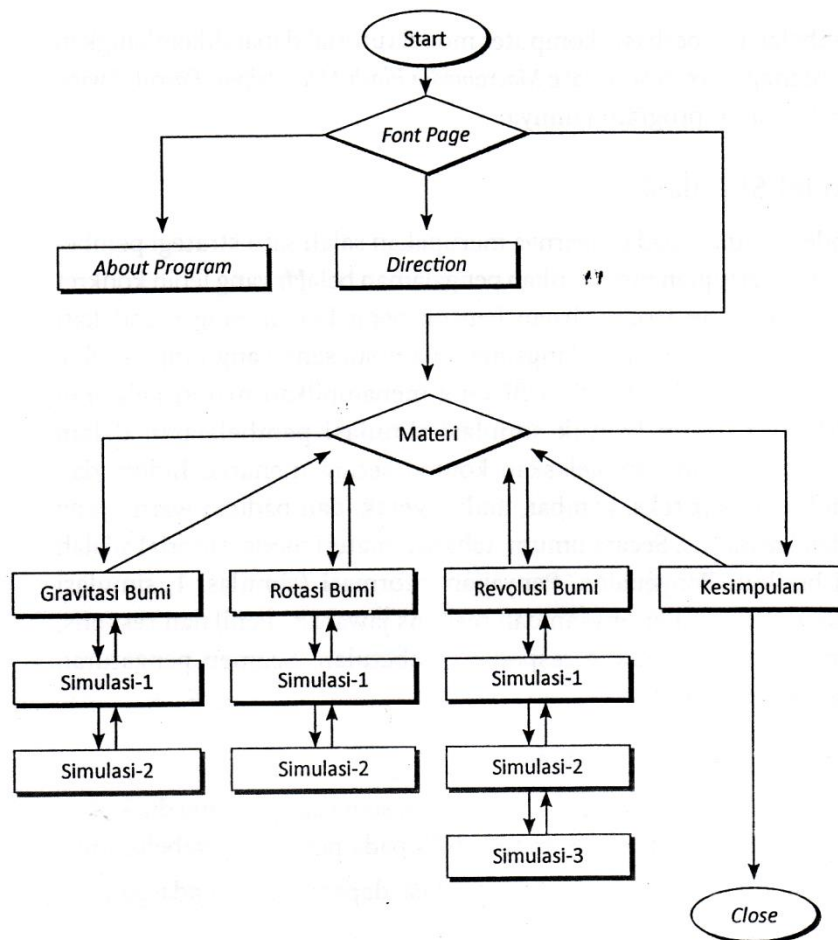 Start
Font Page
About Program
Direction
Materi
Gravitasi Bumi
Rotasi Bumi
Revolusi Bumi
Kesimpulan
Simulasi-1
Simulasi-1
Simulasi-1
Simulasi-2
Simulasi-2
Simulasi-2
Simulasi-3
Close